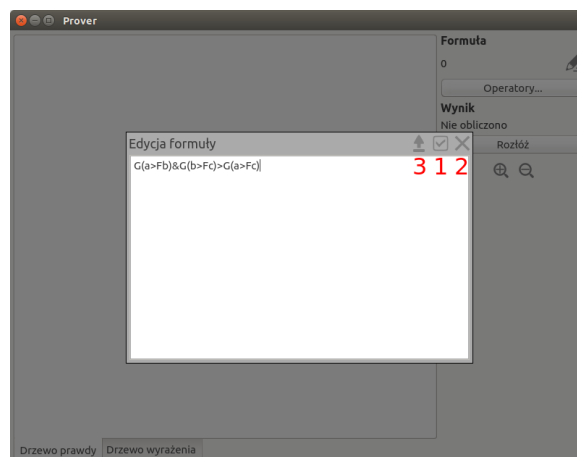 Prover
Formuła
0
Operatory...
Wynik
Nie obliczono
Rozłóż
Edycja formuły
3 1 2
G(a>Fb)&G(b>Fc)>G(a>Fc)
Drzewo prawdy
Drzewo wyrażenia